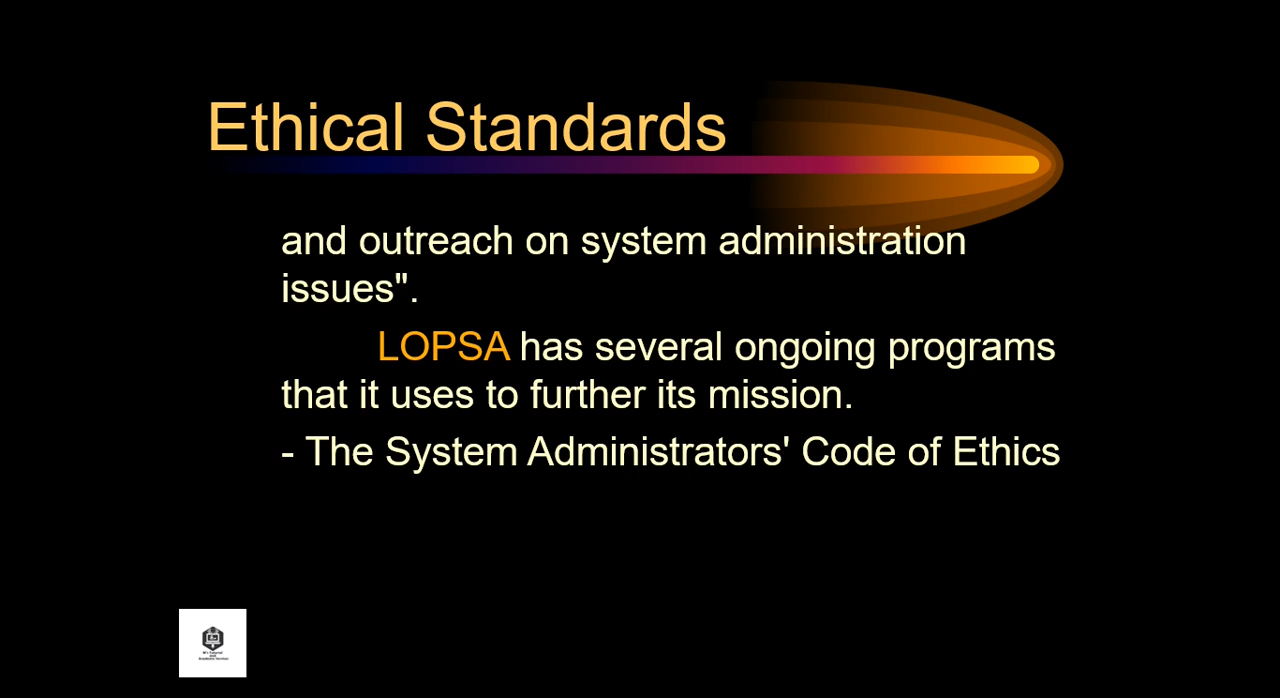 Ethical Standards
and outreach on system administration
issues".
LOPSA has several ongoing programs
that it uses to further its mission.
- The System Administrators' Code of Ethics